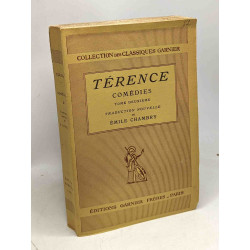 COLLECTION DES CLASSIQUES GARNIER
TÉRENCE
COMÉDIES
TOME DEUXIÈME
TRADUCTION NOUVELLE
DE
ÉMILE CHAMBRY
ÉDITIONS GARNIER FRÈRES _ PARIS